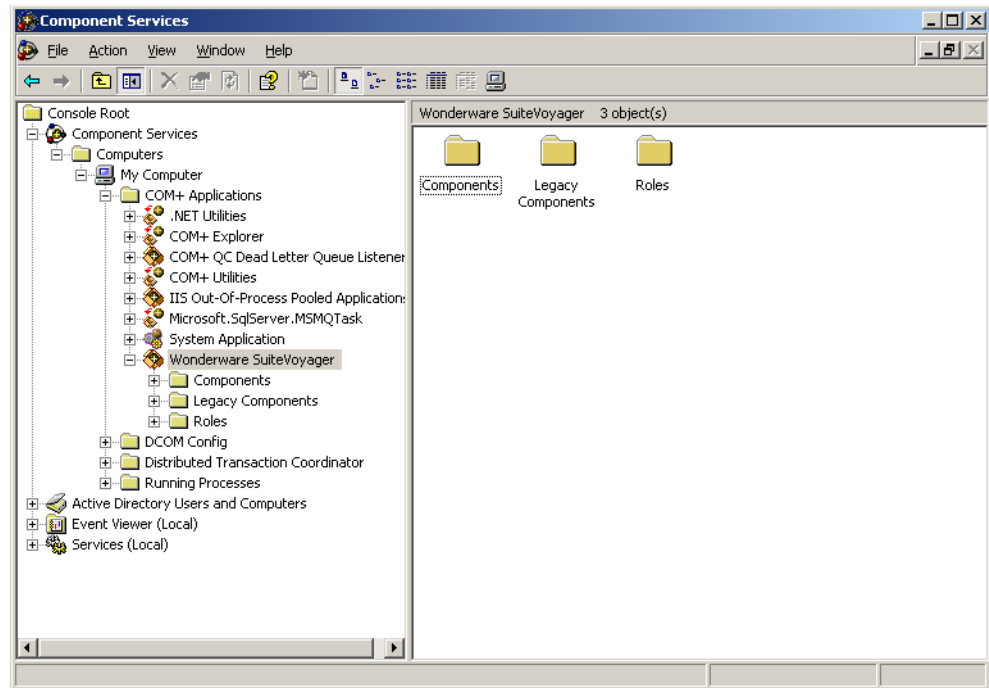 Component Services
File Action View Window Help
Console Root
Component Services
Computers
My Computer
COM+ Applications
.NET Utilities
COM+ Explorer
COM+ QC Dead Letter Queue Listener
COM+ Utilities
IIS Out-Of-Process Pooled Applications
Microsoft.SqlServer.MSMQTask
System Application
Wonderware SuiteVoyager
Components
Legacy Components
Roles
DCOM Config
Distributed Transaction Coordinator
Running Processes
Active Directory Users and Computers
Event Viewer (Local)
Services (Local)
Wonderware SuiteVoyager 3 object(s)
Components
Legacy
Components
Roles